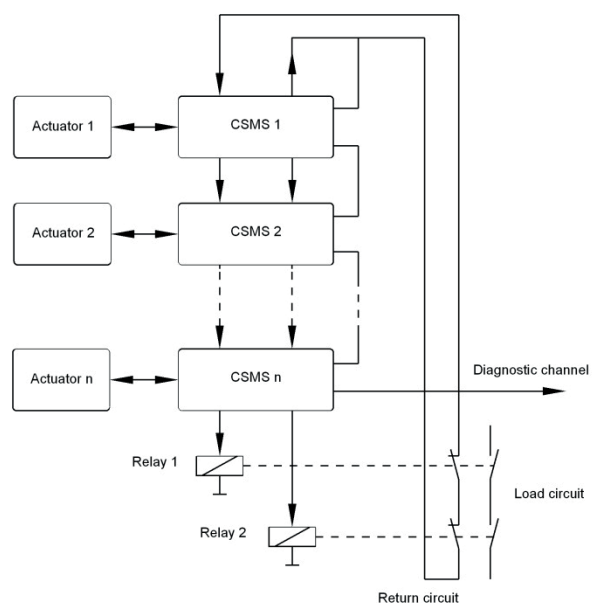 Actuator 1
CSMS 1
Actuator 2
CSMS 2
Actuator n
CSMS n
Diagnostic channel
Relay 1
Load circuit
Relay 2
Return circuit